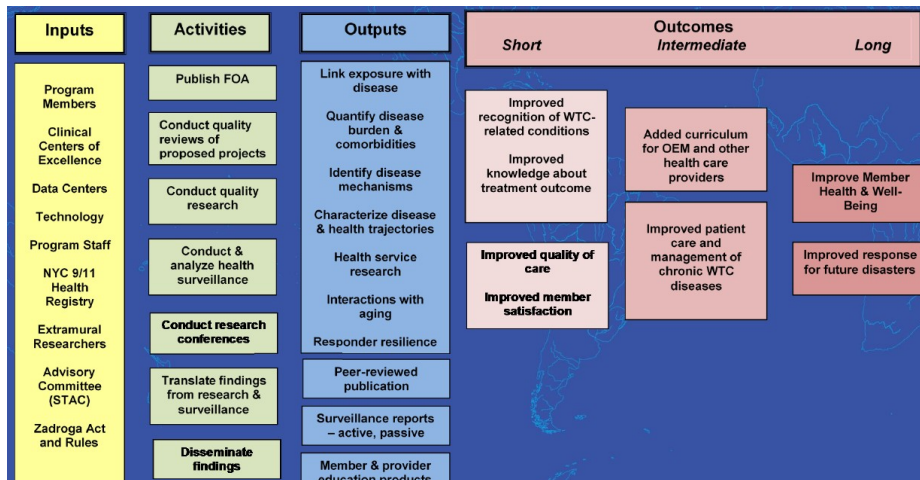 Inputs
Program
Members
Clinical
Centers of
Excellence
Data Centers
Technology
Program Staff
NYC 9/11
Health
Registry
Extramural
Researchers
Advisory
Committee
(STAC)
Zadroga Act
and Rules
Activities
Publish FOA
Conduct quality
reviews of
proposed projects
Conduct quality
research
Conduct &
analyze health
surveillance
Conduct research
conferences
Translate findings
from research &
surveillance
Disseminate
findings
Outputs
Link exposure with
disease
Quantify disease
burden &
comorbidities
Identify disease
mechanisms
Characterize disease
& health trajectories
Health service
research
Interactions with
aging
Responder resilience
Peer-reviewed
publication
Surveillance reports
– active, passive
Member & provider
education products
Outcomes
Short
Intermediate
Long
Improved
recognition of WTC-
related conditions
Improved
knowledge about
treatment outcome
Improved quality of
care
Improved member
satisfaction
Added curriculum
for OEM and other
health care
providers
Improved patient
care and
management of
chronic WTC
diseases
Improve Member
Health & Well-
Being
Improved response
for future disasters